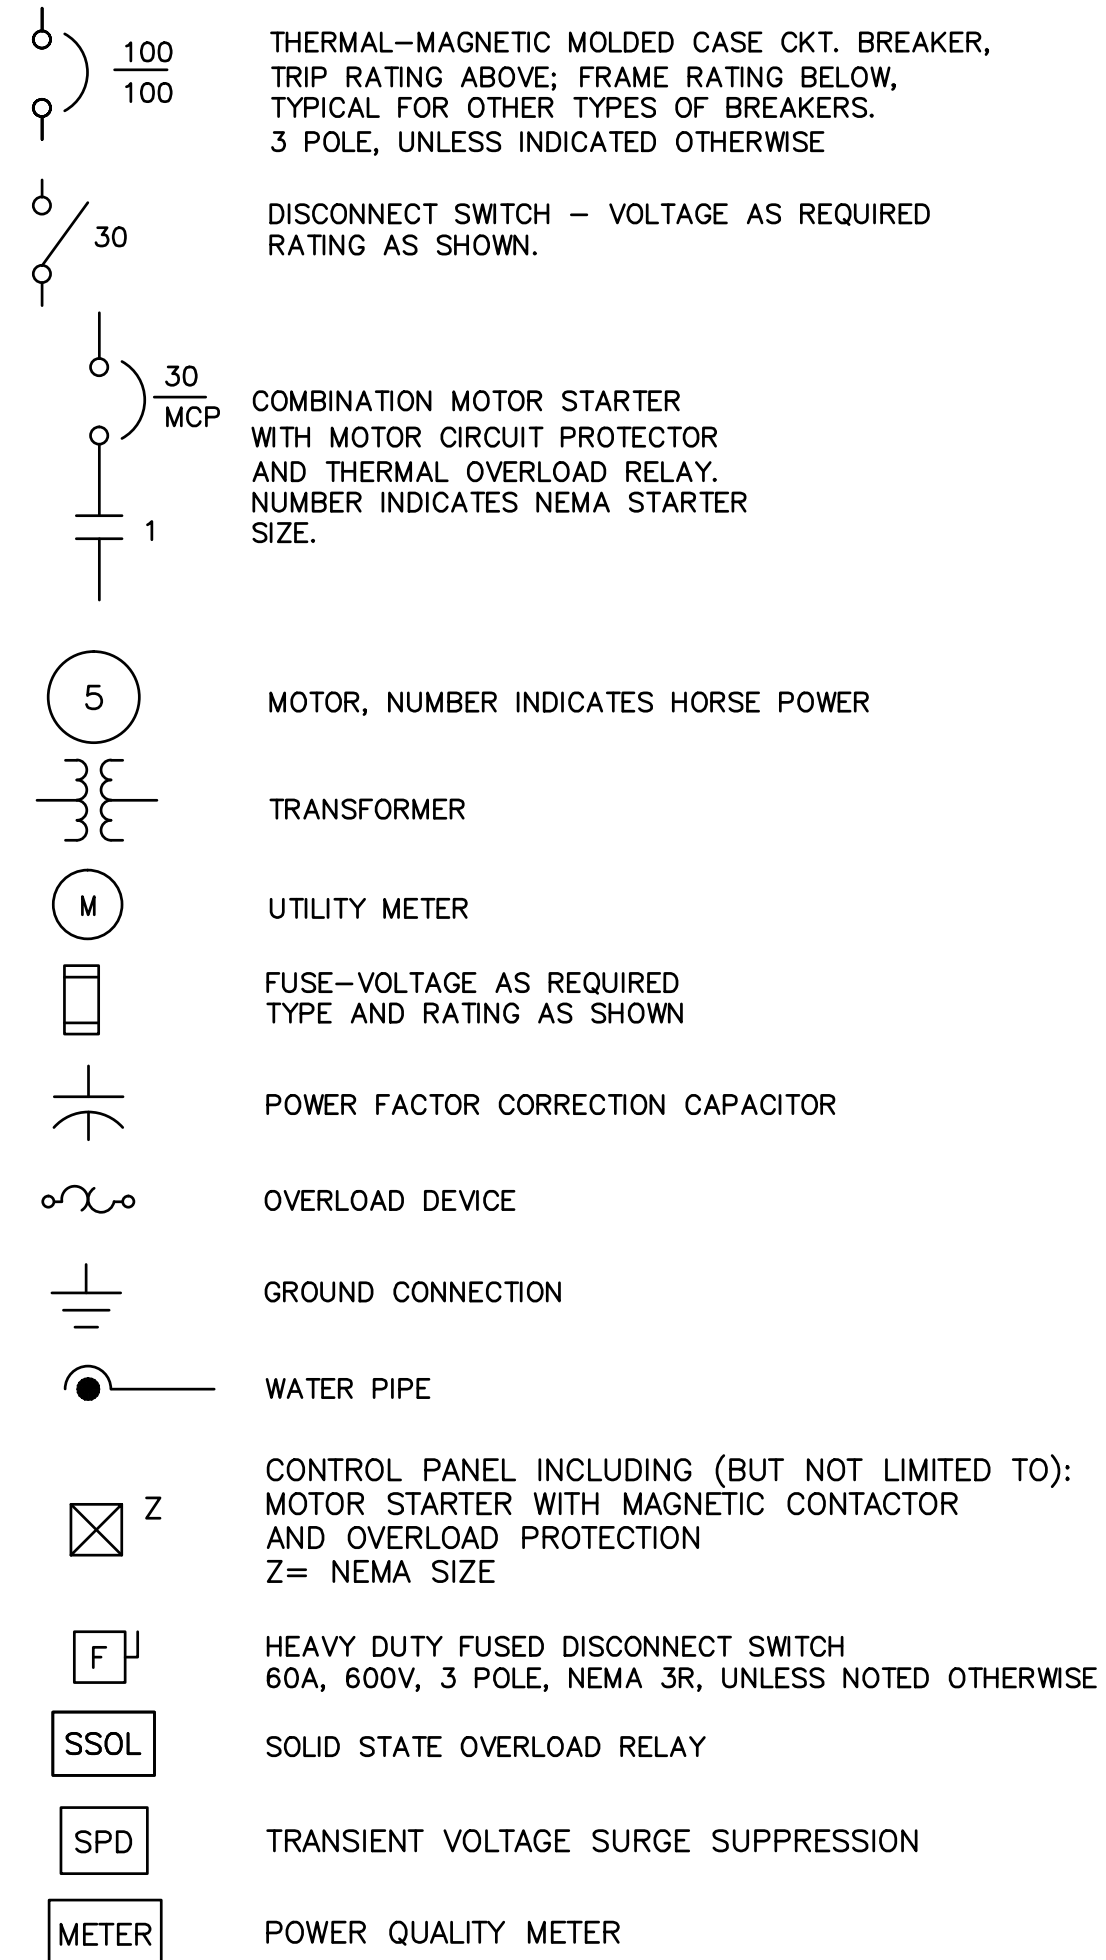 100
100
THERMAL-MAGNETIC MOLDED CASE CKT. BREAKER,
TRIP RATING ABOVE; FRAME RATING BELOW,
TYPICAL FOR OTHER TYPES OF BREAKERS.
3 POLE, UNLESS INDICATED OTHERWISE
30
DISCONNECT SWITCH - VOLTAGE AS REQUIRED
RATING AS SHOWN.
30
MCP
1
COMBINATION MOTOR STARTER
WITH MOTOR CIRCUIT PROTECTOR
AND THERMAL OVERLOAD RELAY.
NUMBER INDICATES NEMA STARTER
SIZE.
5
MOTOR, NUMBER INDICATES HORSE POWER
TRANSFORMER
M
UTILITY METER
FUSE-VOLTAGE AS REQUIRED
TYPE AND RATING AS SHOWN
POWER FACTOR CORRECTION CAPACITOR
OVERLOAD DEVICE
GROUND CONNECTION
WATER PIPE
Z
CONTROL PANEL INCLUDING (BUT NOT LIMITED TO):
MOTOR STARTER WITH MAGNETIC CONTACTOR
AND OVERLOAD PROTECTION
Z= NEMA SIZE
F
HEAVY DUTY FUSED DISCONNECT SWITCH
60A, 600V, 3 POLE, NEMA 3R, UNLESS NOTED OTHERWISE
SSOL
SOLID STATE OVERLOAD RELAY
SPD
TRANSIENT VOLTAGE SURGE SUPPRESSION
METER
POWER QUALITY METER